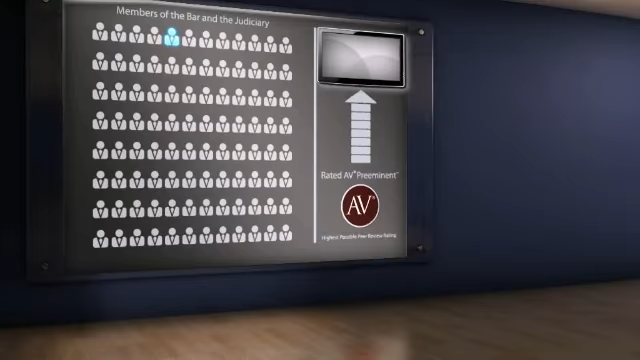 Members of the Bar and the Judiciary
Rated AV®Preeminent™
AV®
Highest Possible Peer Review Rating